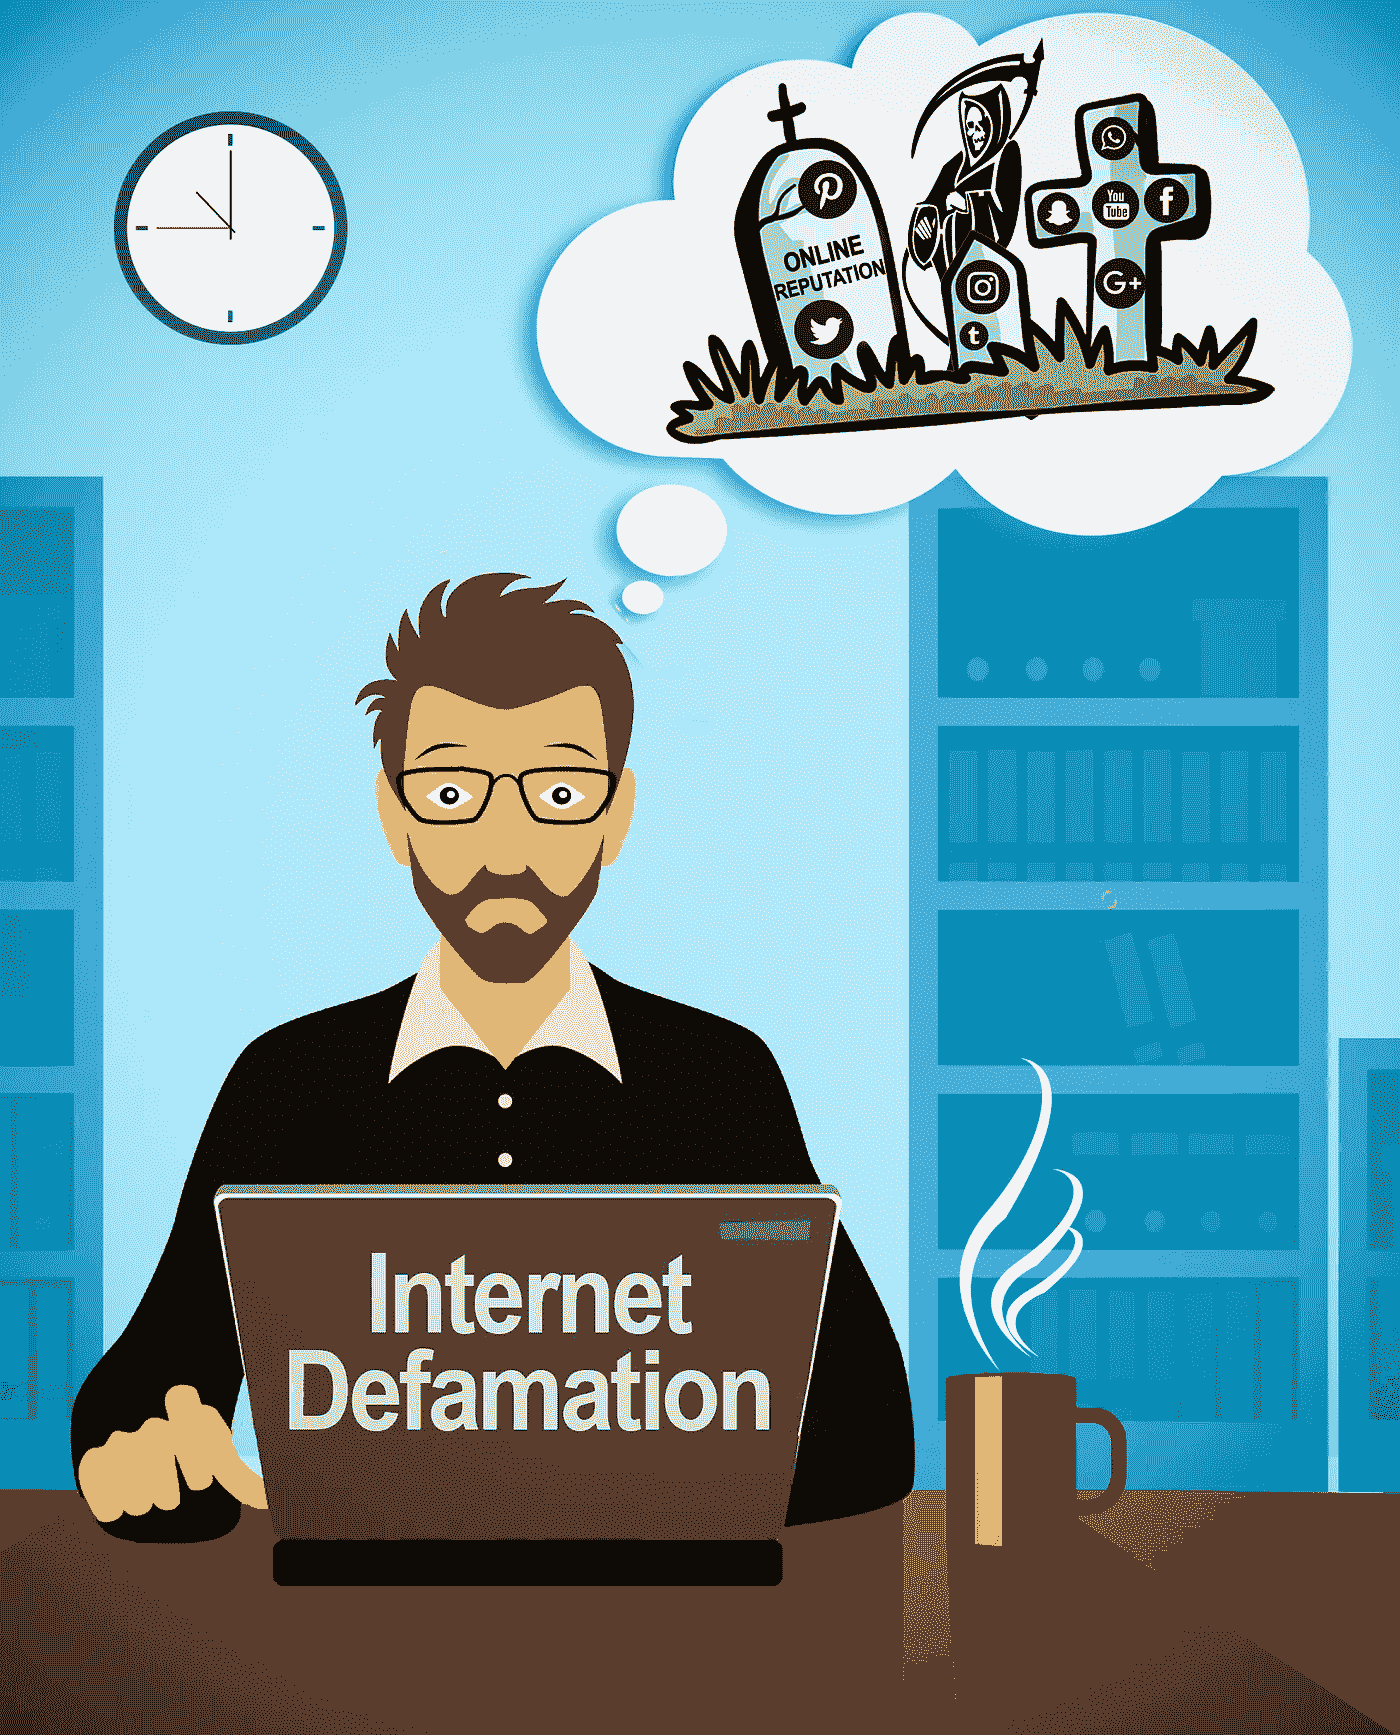 ONLINE
REPUTATION
You
Tube
f
G+
t
Internet
Defamation